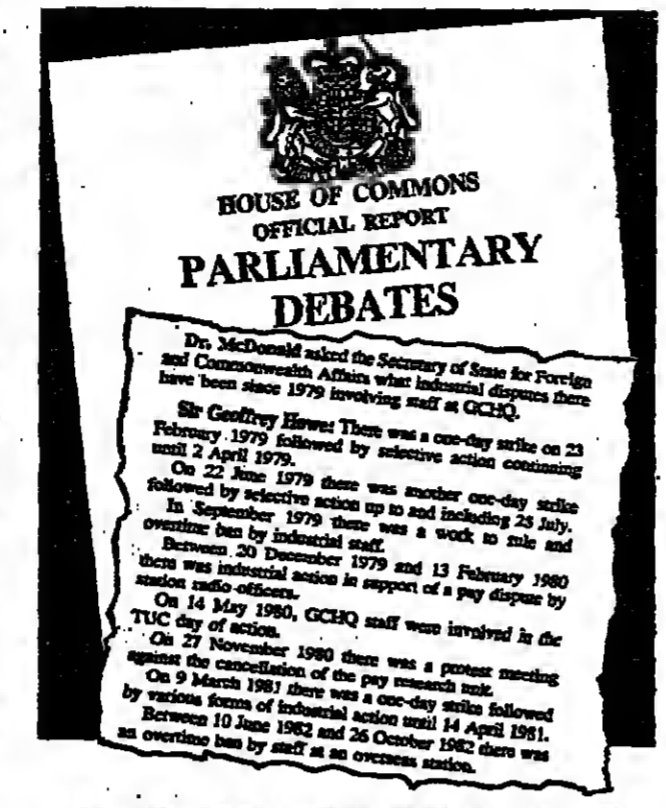 HOUSE OF COMMONS
OFFICIAL REPORT
PARLIAMENTARY
DEBATES
Dr. McDonald asked the Secretary of State for Foreign
and Commonwealth Affairs what industrial disputes there
have been since 1979 involving staff at GCHQ.
Sir Geoffrey Howe: There was a one-day strike on 23
February 1979 followed by selective action continuing
until 2 April 1979.
On 22 June 1979 there was another one-day strike
followed by selective action up to and including 25 July.
In September 1979 there was a work to rule and
overtime ban by industrial staff.
Between 20 December 1979 and 13 February 1980
there was industrial action in support of a pay dispute by
station radio officers.
On 14 May 1980, GCHQ staff were involved in the
TUC day of action.
On 27 November 1980 there was a protest meeting
against the cancellation of the pay research unit.
On 9 March 1981 there was a one-day strike followed
by various forms of industrial action until 14 April 1981.
Between 10 June 1982 and 26 October 1982 there was
an overtime ban by staff at an overseas station.